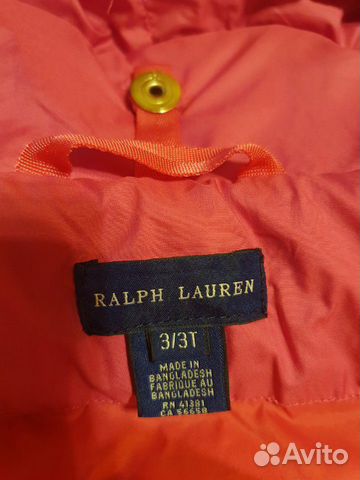 RALPH LAUREN
3/3T
MADE IN
BANGLADESH
FABRIQUE AU
BANGLADESH
RN 41381
CA 56658
Avito